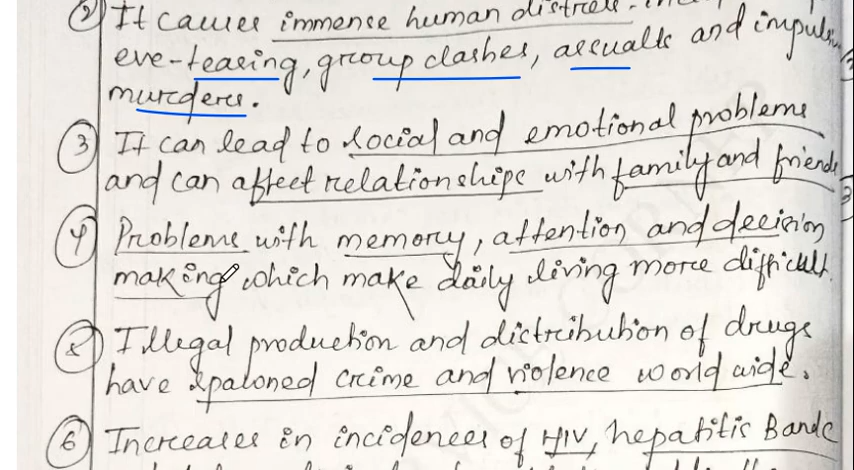 ② It causes immense human distress.
eve-teasing, group clashes, assualts and impulsive
murders.
③ It can lead to social and emotional problems
and can affect relationships with family and friends
④ Problems with memory, attention and decision
making which make daily living more difficult.
⑤ Illegal production and distribution of drugs
have spawned crime and violence world wide.
⑥ Increases in incidences of HIV, hepatitis B and C